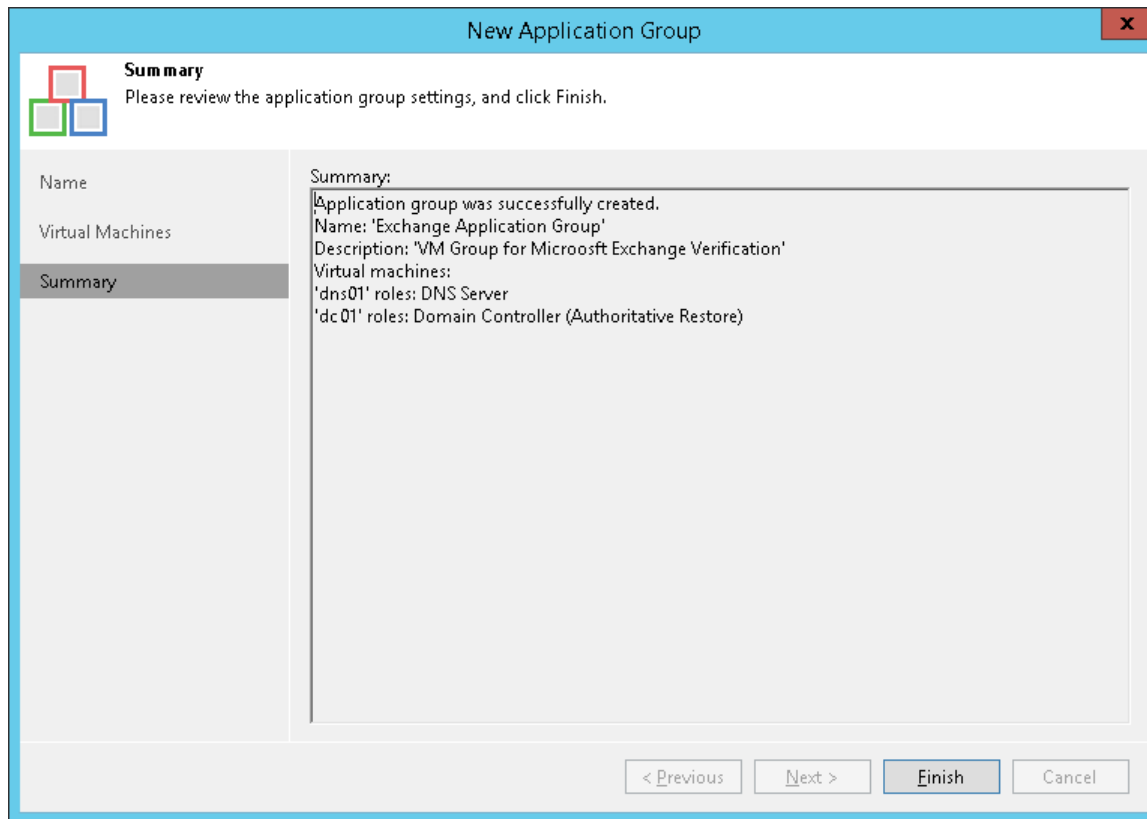 New Application Group
x
Summary
Please review the application group settings, and click Finish.
Name
Virtual Machines
Summary
Summary:
Application group was successfully created.
Name: 'Exchange Application Group'
Description: 'VM Group for Microosft Exchange Verification'
Virtual machines:
'dns01' roles: DNS Server
'dc01' roles: Domain Controller (Authoritative Restore)
< Previous
Next >
Finish
Cancel